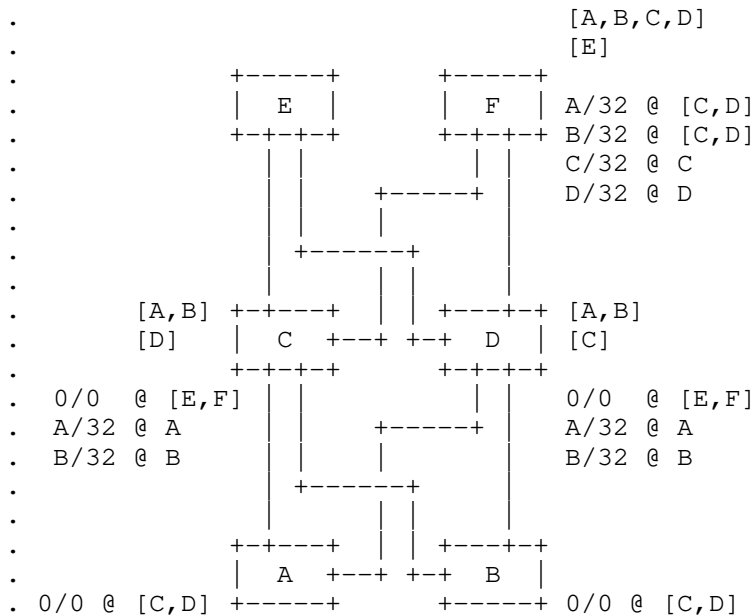 . [A,B,C,D]
. [E]
. +-----+ +-----+
. | E | | F | A/32 @ [C,D]
. +-+-+-+ +-+-+-+ B/32 @ [C,D]
. | | | | C/32 @ C
. | | +-----+ | D/32 @ D
. | | | |
. | +------+ |
. | | | |
. [A,B] +-+---+ | | +---+-+ [A,B]
. [D] | C +--+ +-+ D | [C]
. +-+-+-+ +-+-+-+
. 0/0 @ [E,F] | | | | 0/0 @ [E,F]
. A/32 @ A | | +-----+ | A/32 @ A
. B/32 @ B | | | | B/32 @ B
. | +------+ |
. | | | |
. +-+---+ | | +---+-+
. | A +--+ +-+ B |
. 0/0 @ [C,D] +-----+ +-----+ 0/0 @ [C,D]